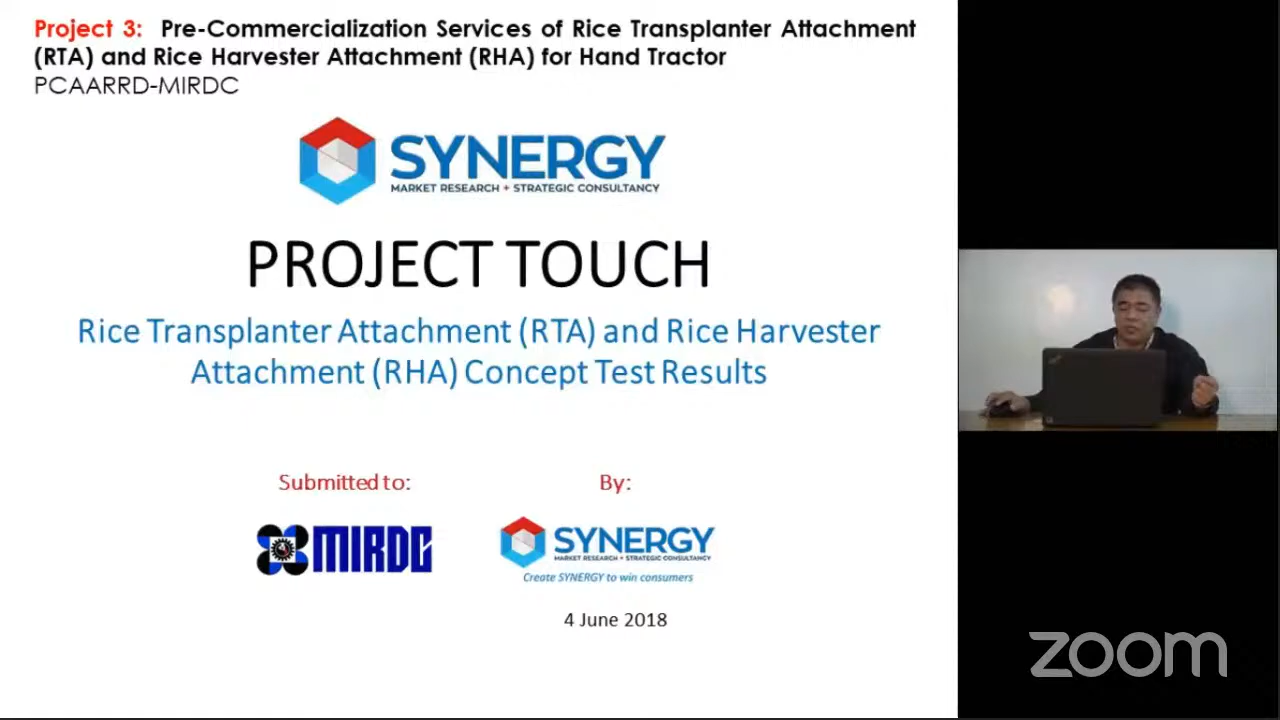 Project 3: Pre-Commercialization Services of Rice Transplanter Attachment
(RTA) and Rice Harvester Attachment (RHA) for Hand Tractor
PCAARRD-MIRDC
SYNERGY
MARKET RESEARCH + STRATEGIC CONSULTANCY
PROJECT TOUCH
Rice Transplanter Attachment (RTA) and Rice Harvester
Attachment (RHA) Concept Test Results
Submitted to:
By:
MIRDC
SYNERGY
MARKET RESEARCH + STRATEGIC CONSULTANCY
Create SYNERGY to win consumers
4 June 2018
zoom